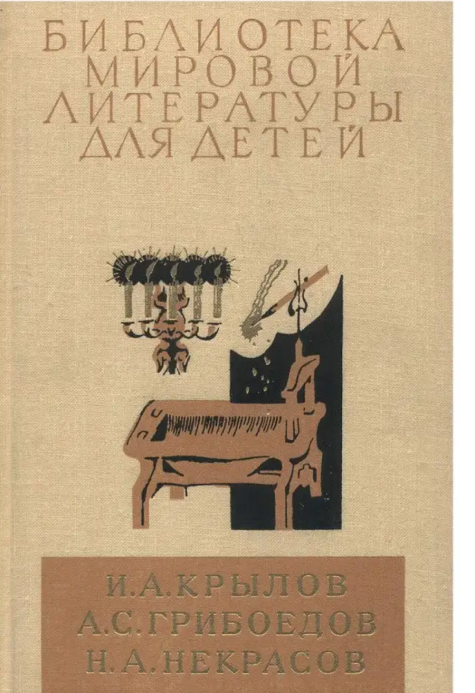 БИБЛИОТЕКА
МИРОВОЙ
ЛИТЕРАТУРЫ
ДЛЯ ДЕТЕЙ
И.А.КРЫЛОВ
А.С.ГРИБОЕДОВ
Н.А.НЕКРАСОВ